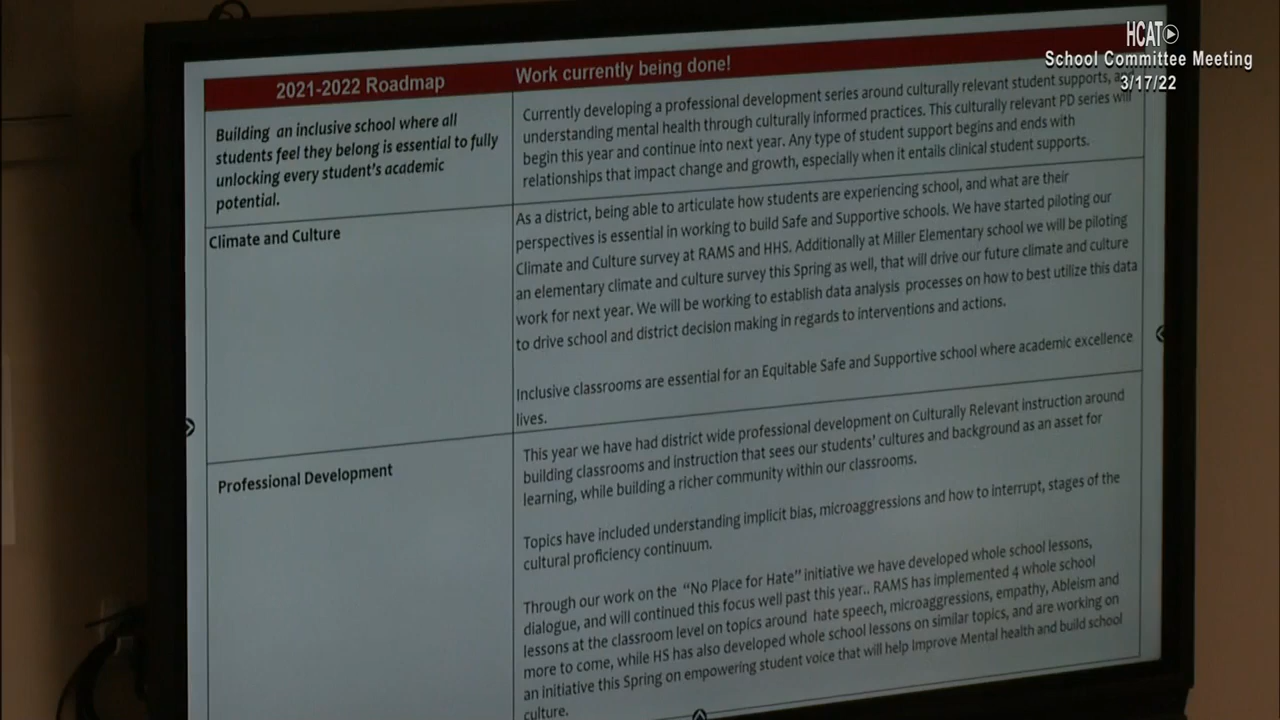 HCAT
School Committee Meeting
3/17/22
2021-2022 Roadmap
Work currently being done!
Building an inclusive school where all
students feel they belong is essential to fully
unlocking every student's academic
potential.
Currently developing a professional development series around culturally relevant student supports,
understanding mental health through culturally informed practices. This culturally relevant PD series will
begin this year and continue into next year. Any type of student support begins and ends with
relationships that impact change and growth, especially when it entails clinical student supports.
Climate and Culture
As a district, being able to articulate how students are experiencing school, and what are their
perspectives is essential in working to build Safe and Supportive schools. We have started piloting our
Climate and Culture survey at RAMS and HHS. Additionally at Miller Elementary school we will be piloting
an elementary climate and culture survey this Spring as well, that will drive our future climate and culture
work for next year. We will be working to establish data analysis processes on how to best utilize this data
to drive school and district decision making in regards to interventions and actions.
Inclusive classrooms are essential for an Equitable Safe and Supportive school where academic excellence
lives.
Professional Development
This year we have had district wide professional development on Culturally Relevant instruction around
building classrooms and instruction that sees our students' cultures and background as an asset for
learning, while building a richer community within our classrooms.
Topics have included understanding implicit bias, microaggressions and how to interrupt, stages of the
cultural proficiency continuum.
Through our work on the "No Place for Hate" initiative we have developed whole school lessons,
dialogue, and will continued this focus well past this year.. RAMS has implemented 4 whole school
lessons at the classroom level on topics around hate speech, microaggressions, empathy, Ableism and
more to come, while HS has also developed whole school lessons on similar topics, and are working on
an initiative this Spring on empowering student voice that will help Improve Mental health and build school
culture.